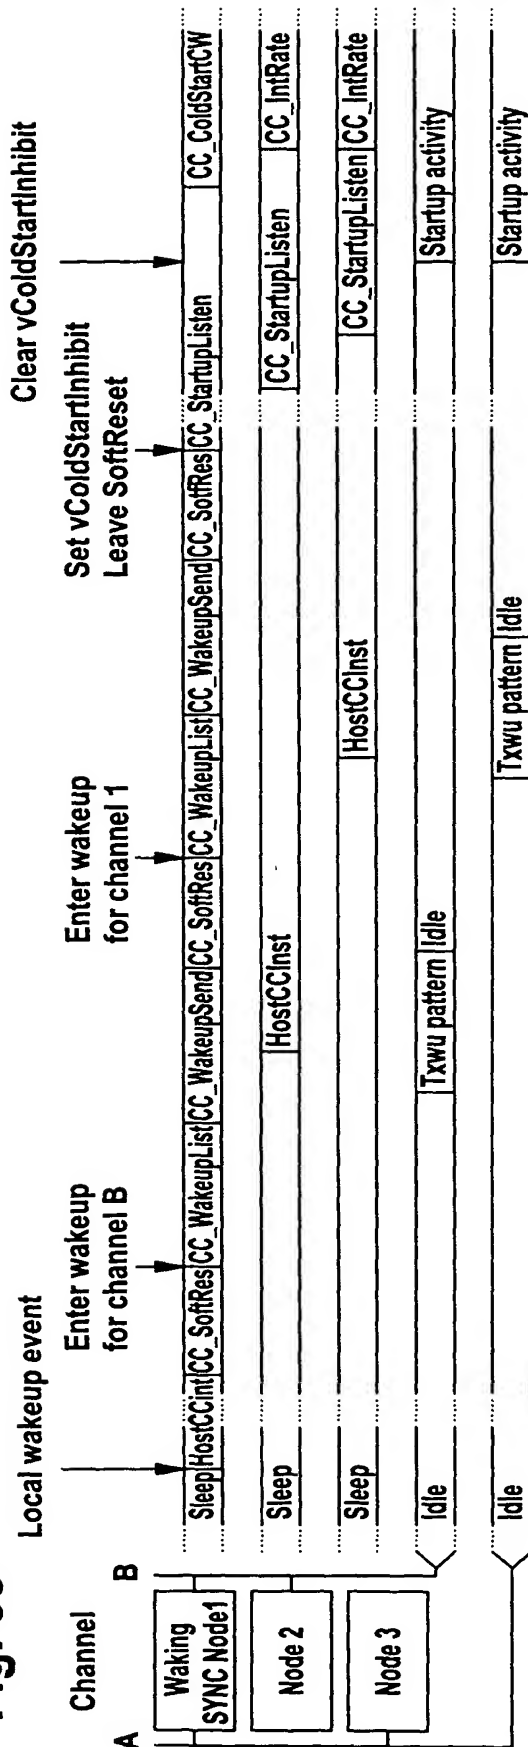 Channel
A
B
Local wakeup event
Enter wakeup
for channel B
Enter wakeup
for channel 1
Set vColdStartInhibit
Leave SoftReset
Clear vColdStartInhibit
Waking
SYNC Node1
Sleep HostCCint CC_SoftRes CC_WakeupList CC_WakeupSend CC_SoftRes CC_WakeupList CC_WakeupSend CC_SoftRes CC_StartupListen CC_ColdStartCW
Node 2
Sleep HostCCInst CC_StartupListen CC_IntRate
Node 3
Sleep HostCCInst CC_StartupListen CC_IntRate
Idle Txwu pattern Idle Startup activity
Idle Txwu pattern Idle Startup activity